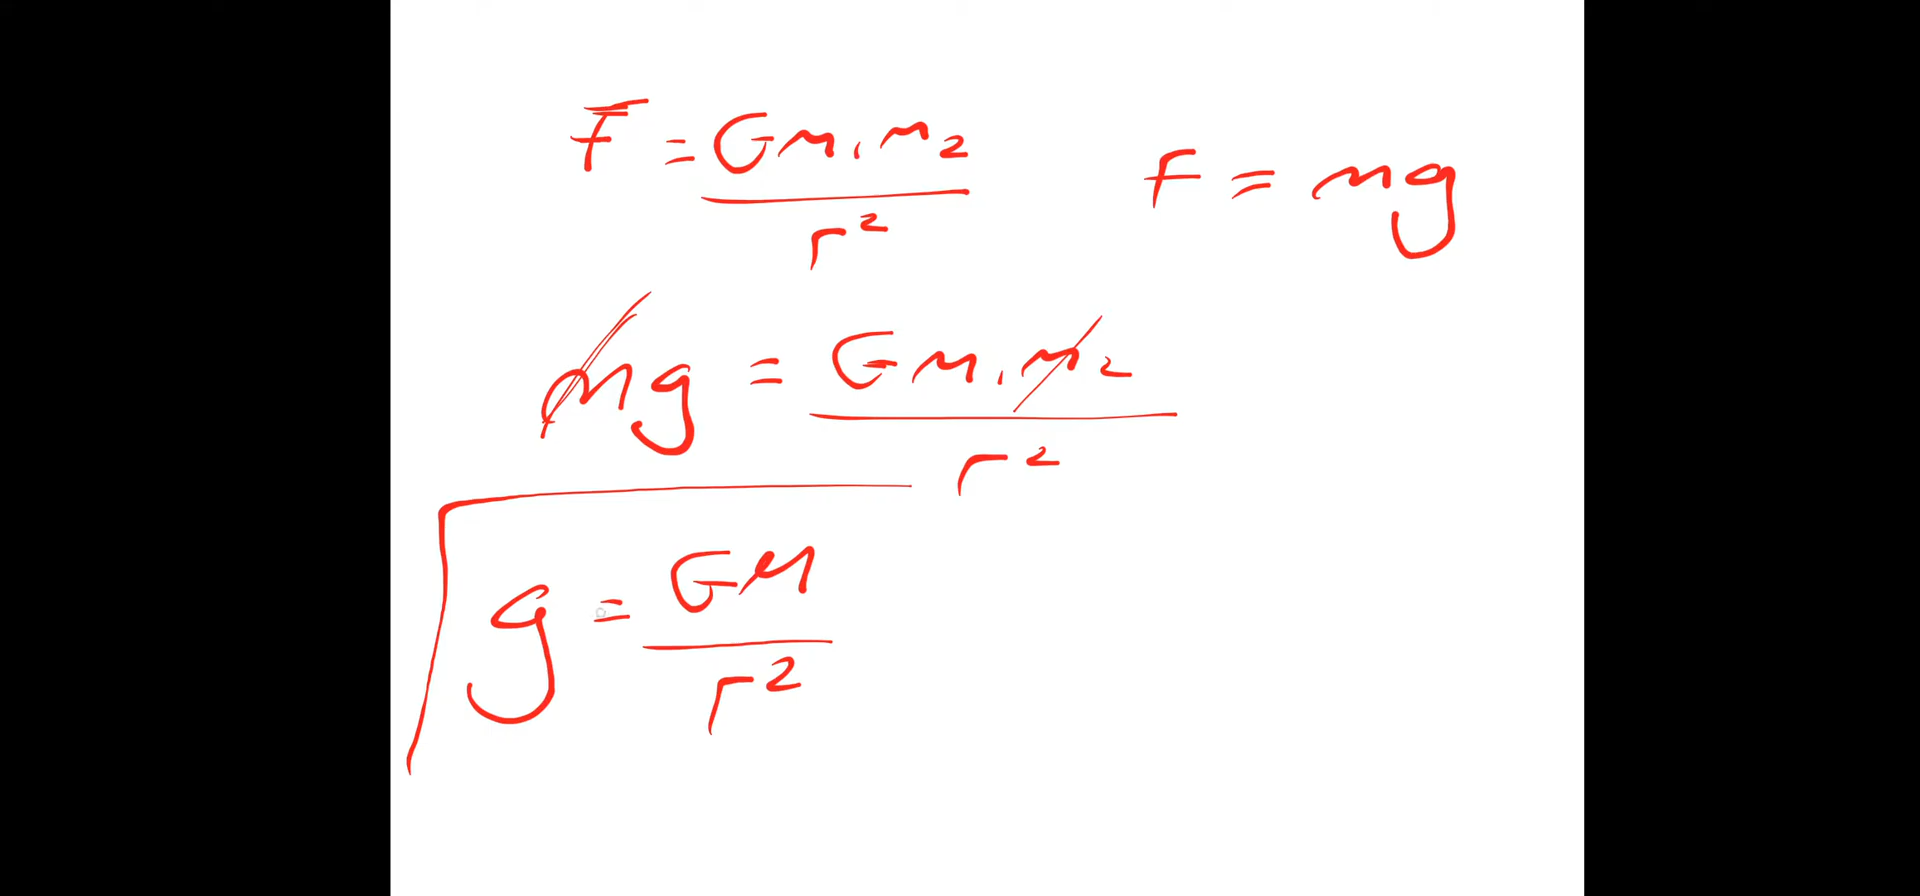 F = Gm₁m₂/r² F = mg
mg = Gm₁m₂/r²
g = GM/r²